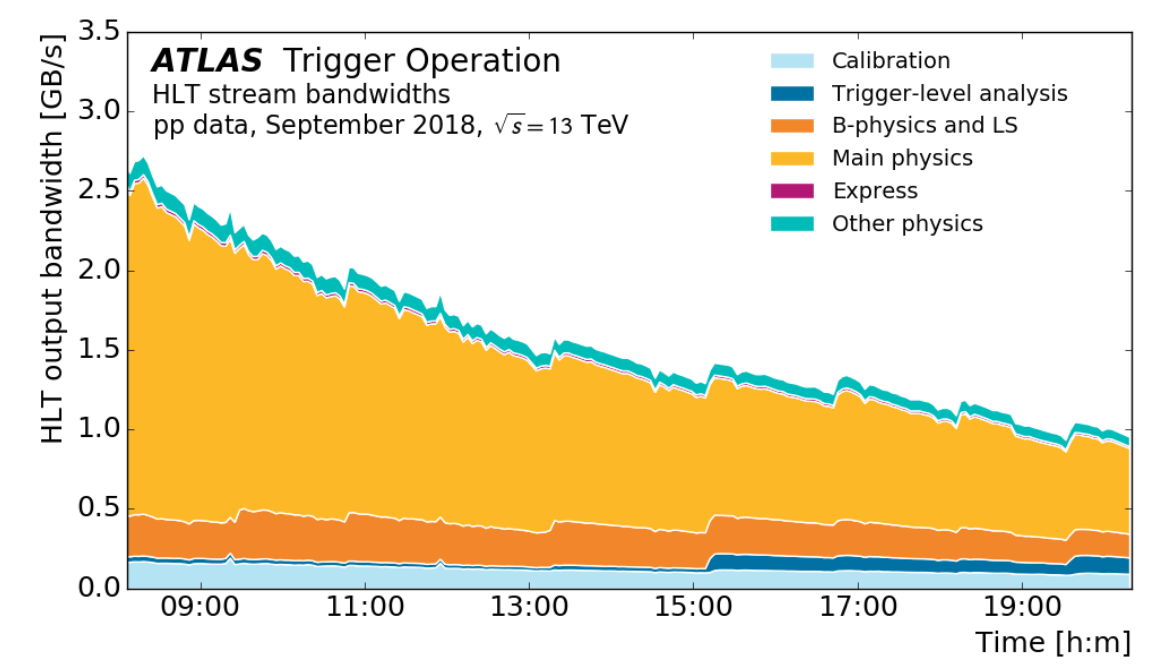 ATLAS Trigger Operation
HLT stream bandwidths
pp data, September 2018, √s = 13 TeV
Calibration
Trigger-level analysis
B-physics and LS
Main physics
Express
Other physics
HLT output bandwidth [GB/s]
3.5
3.0
2.5
2.0
1.5
1.0
0.5
0.0
09:00 11:00 13:00 15:00 17:00 19:00
Time [h:m]